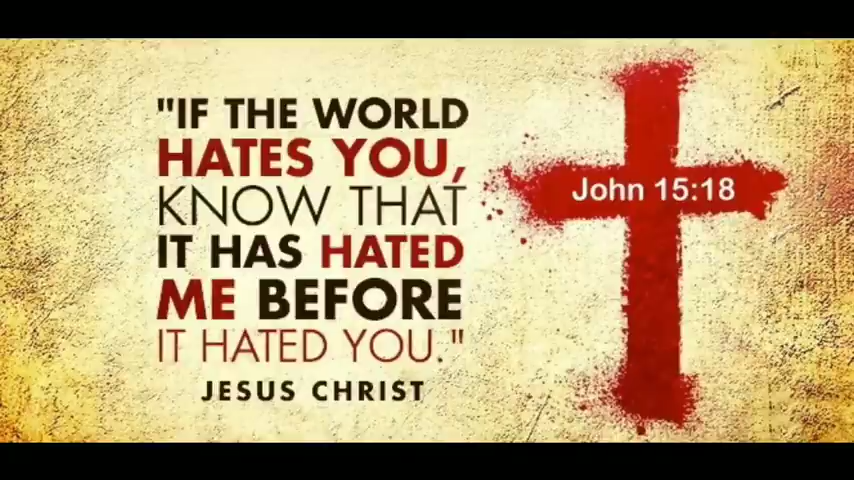 "IF THE WORLD
HATES YOU,
KNOW THAT
IT HAS HATED
ME BEFORE
IT HATED YOU."
JESUS CHRIST
John 15:18